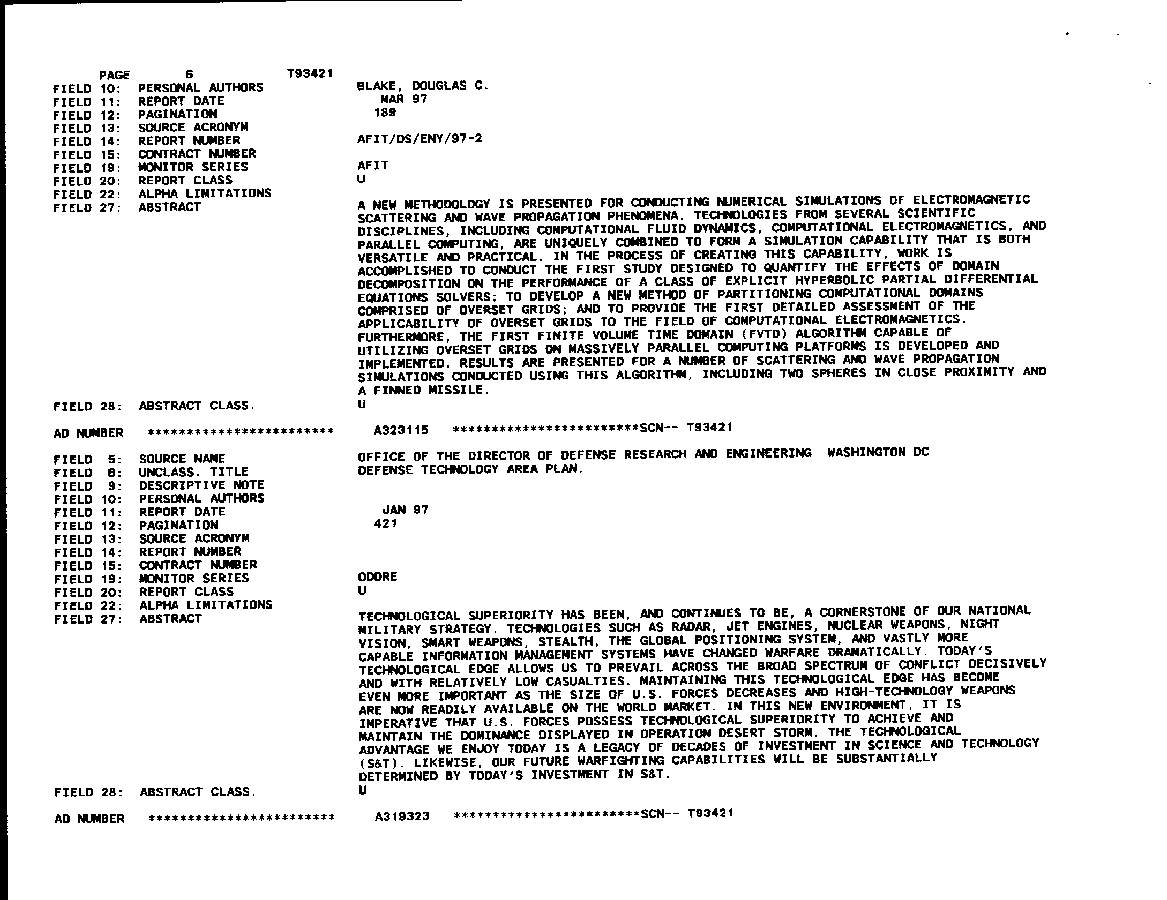 PAGE 6 T93421
FIELD 10: PERSONAL AUTHORS BLAKE, DOUGLAS C.
FIELD 11: REPORT DATE MAR 97
FIELD 12: PAGINATION 189
FIELD 13: SOURCE ACRONYM
FIELD 14: REPORT NUMBER AFIT/DS/ENY/97-2
FIELD 15: CONTRACT NUMBER
FIELD 19: MONITOR SERIES AFIT
FIELD 20: REPORT CLASS U
FIELD 22: ALPHA LIMITATIONS
FIELD 27: ABSTRACT A NEW METHODOLOGY IS PRESENTED FOR CONDUCTING NUMERICAL SIMULATIONS OF ELECTROMAGNETIC
SCATTERING AND WAVE PROPAGATION PHENOMENA. TECHNOLOGIES FROM SEVERAL SCIENTIFIC
DISCIPLINES, INCLUDING COMPUTATIONAL FLUID DYNAMICS, COMPUTATIONAL ELECTROMAGNETICS, AND
PARALLEL COMPUTING, ARE UNIQUELY COMBINED TO FORM A SIMULATION CAPABILITY THAT IS BOTH
VERSATILE AND PRACTICAL. IN THE PROCESS OF CREATING THIS CAPABILITY, WORK IS
ACCOMPLISHED TO CONDUCT THE FIRST STUDY DESIGNED TO QUANTIFY THE EFFECTS OF DOMAIN
DECOMPOSITION ON THE PERFORMANCE OF A CLASS OF EXPLICIT HYPERBOLIC PARTIAL DIFFERENTIAL
EQUATIONS SOLVERS; TO DEVELOP A NEW METHOD OF PARTITIONING COMPUTATIONAL DOMAINS
COMPRISED OF OVERSET GRIDS; AND TO PROVIDE THE FIRST DETAILED ASSESSMENT OF THE
APPLICABILITY OF OVERSET GRIDS TO THE FIELD OF COMPUTATIONAL ELECTROMAGNETICS.
FURTHERMORE, THE FIRST FINITE VOLUME TIME DOMAIN (FVTD) ALGORITHM CAPABLE OF
UTILIZING OVERSET GRIDS ON MASSIVELY PARALLEL COMPUTING PLATFORMS IS DEVELOPED AND
IMPLEMENTED. RESULTS ARE PRESENTED FOR A NUMBER OF SCATTERING AND WAVE PROPAGATION
SIMULATIONS CONDUCTED USING THIS ALGORITHM, INCLUDING TWO SPHERES IN CLOSE PROXIMITY AND
A FINNED MISSILE.
FIELD 28: ABSTRACT CLASS. U
AD NUMBER ************************ A323115 ************************SCN-- T93421
FIELD 5: SOURCE NAME OFFICE OF THE DIRECTOR OF DEFENSE RESEARCH AND ENGINEERING WASHINGTON DC
FIELD 6: UNCLASS. TITLE DEFENSE TECHNOLOGY AREA PLAN.
FIELD 9: DESCRIPTIVE NOTE
FIELD 10: PERSONAL AUTHORS
FIELD 11: REPORT DATE JAN 97
FIELD 12: PAGINATION 421
FIELD 13: SOURCE ACRONYM
FIELD 14: REPORT NUMBER
FIELD 15: CONTRACT NUMBER
FIELD 19: MONITOR SERIES ODDRE
FIELD 20: REPORT CLASS U
FIELD 22: ALPHA LIMITATIONS
FIELD 27: ABSTRACT TECHNOLOGICAL SUPERIORITY HAS BEEN, AND CONTINUES TO BE, A CORNERSTONE OF OUR NATIONAL
MILITARY STRATEGY. TECHNOLOGIES SUCH AS RADAR, JET ENGINES, NUCLEAR WEAPONS, NIGHT
VISION, SMART WEAPONS, STEALTH, THE GLOBAL POSITIONING SYSTEM, AND VASTLY MORE
CAPABLE INFORMATION MANAGEMENT SYSTEMS HAVE CHANGED WARFARE DRAMATICALLY. TODAY'S
TECHNOLOGICAL EDGE ALLOWS US TO PREVAIL ACROSS THE BROAD SPECTRUM OF CONFLICT DECISIVELY
AND WITH RELATIVELY LOW CASUALTIES. MAINTAINING THIS TECHNOLOGICAL EDGE HAS BECOME
EVEN MORE IMPORTANT AS THE SIZE OF U.S. FORCES DECREASES AND HIGH-TECHNOLOGY WEAPONS
ARE NOW READILY AVAILABLE ON THE WORLD MARKET. IN THIS NEW ENVIRONMENT, IT IS
IMPERATIVE THAT U.S. FORCES POSSESS TECHNOLOGICAL SUPERIORITY TO ACHIEVE AND
MAINTAIN THE DOMINANCE DISPLAYED IN OPERATION DESERT STORM. THE TECHNOLOGICAL
ADVANTAGE WE ENJOY TODAY IS A LEGACY OF DECADES OF INVESTMENT IN SCIENCE AND TECHNOLOGY
(S&T). LIKEWISE, OUR FUTURE WARFIGHTING CAPABILITIES WILL BE SUBSTANTIALLY
DETERMINED BY TODAY'S INVESTMENT IN S&T.
FIELD 28: ABSTRACT CLASS. U
AD NUMBER ************************ A319323 ************************SCN-- T93421